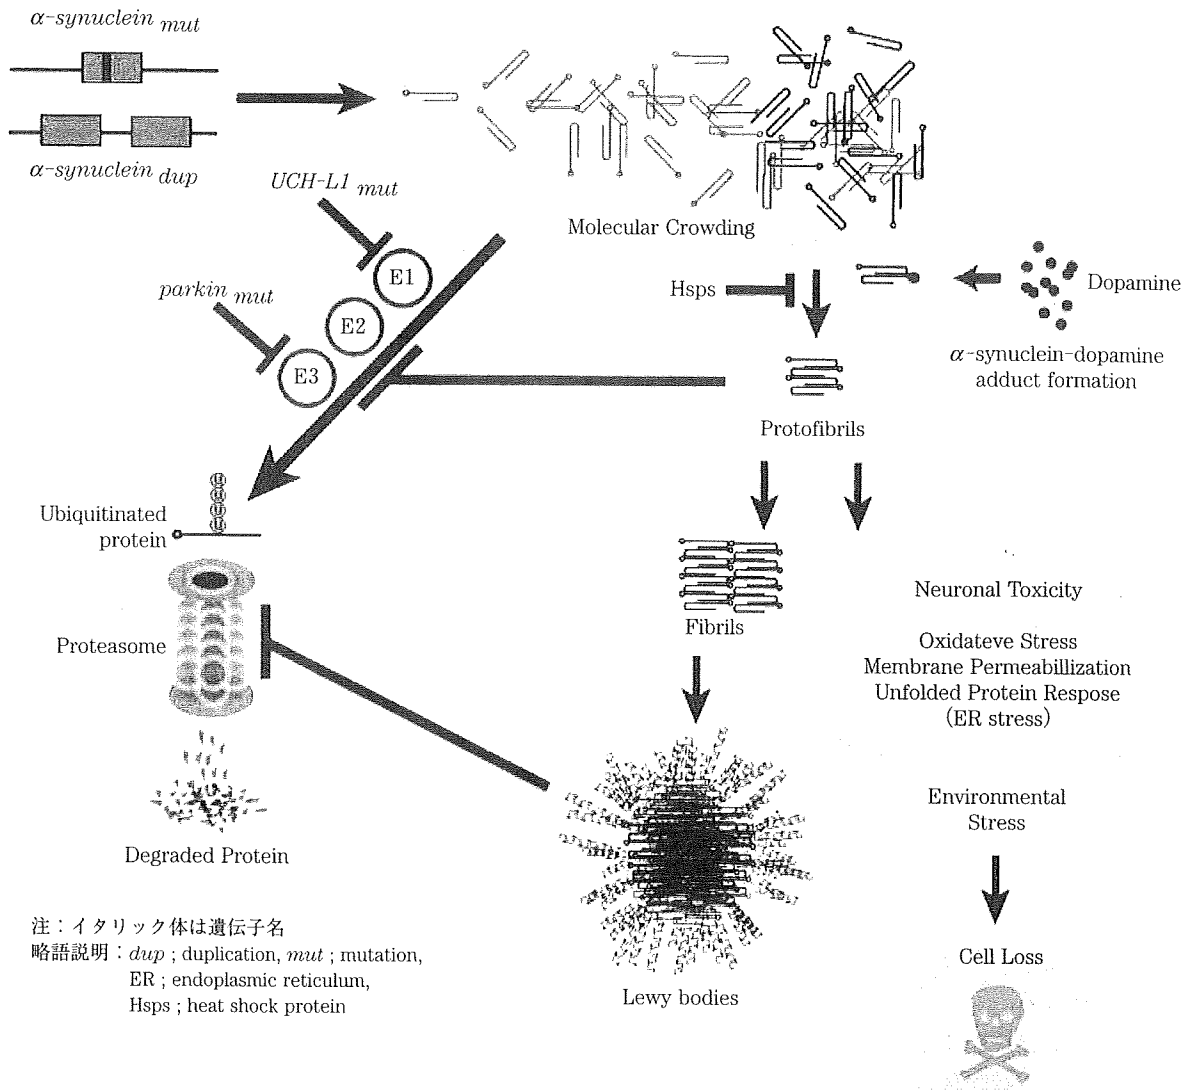 α-synuclein mut
α-synuclein dup
UCH-L1 mut
parkin mut
E1
E2
E3
Molecular Crowding
Hsps
Dopamine
α-synuclein-dopamine
adduct formation
Protofibrils
Ubiquitinated
protein
U
U
U
U
Proteasome
Degraded Protein
Fibrils
Lewy bodies
Neuronal Toxicity
Oxidateve Stress
Membrane Permeabillization
Unfolded Protein Respose
(ER stress)
Environmental
Stress
Cell Loss
注：イタリック体は遺伝子名
略語説明：dup ; duplication, mut ; mutation,
ER ; endoplasmic reticulum,
Hsps ; heat shock protein